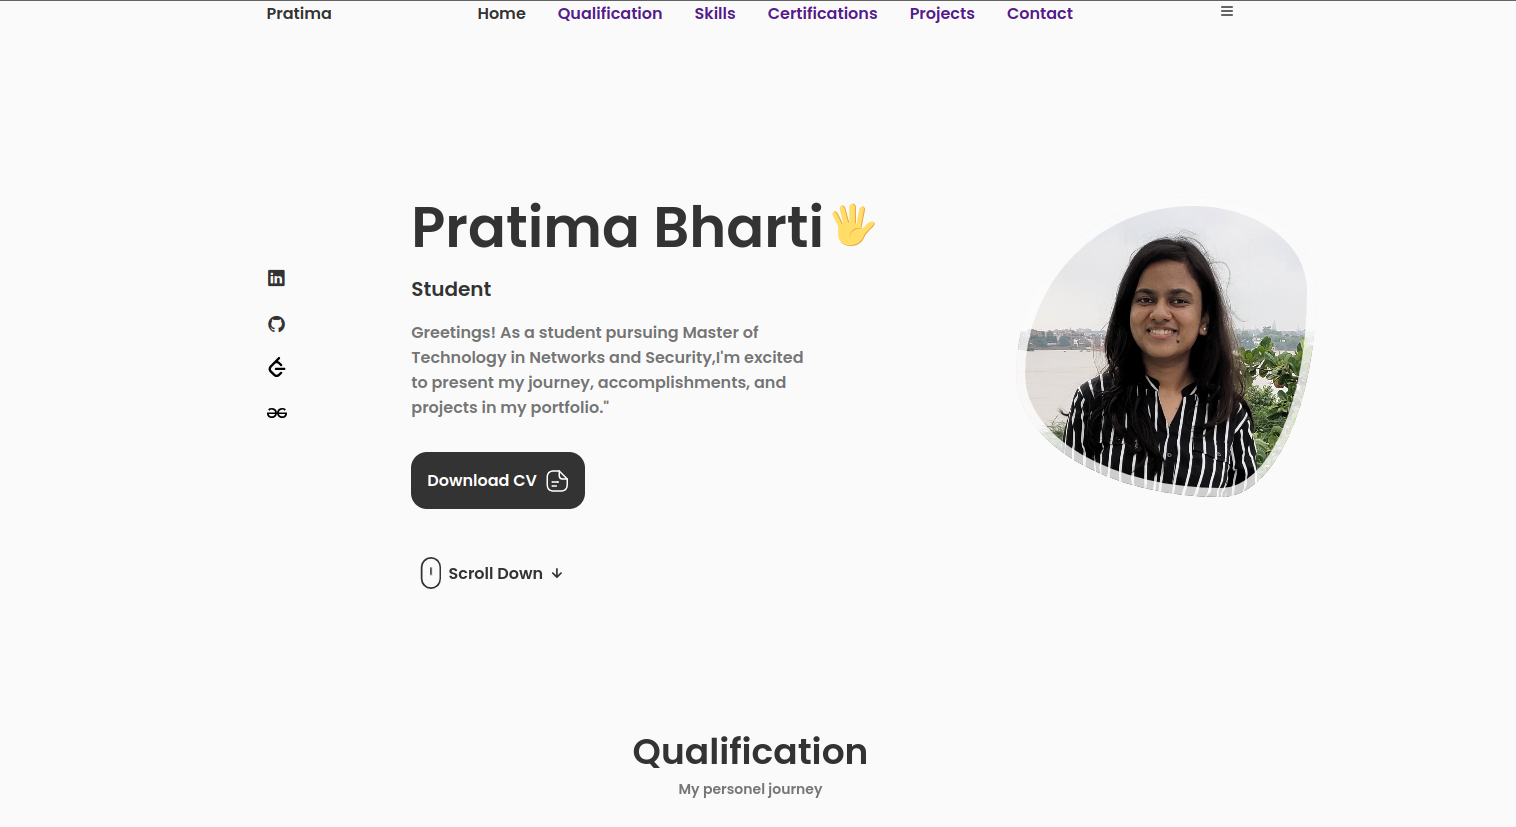 Pratima Home Qualification Skills Certifications Projects Contact
Pratima Bharti
Student
Greetings! As a student pursuing Master of
Technology in Networks and Security,I'm excited
to present my journey, accomplishments, and
projects in my portfolio."
Download CV
Scroll Down
Qualification
My personel journey